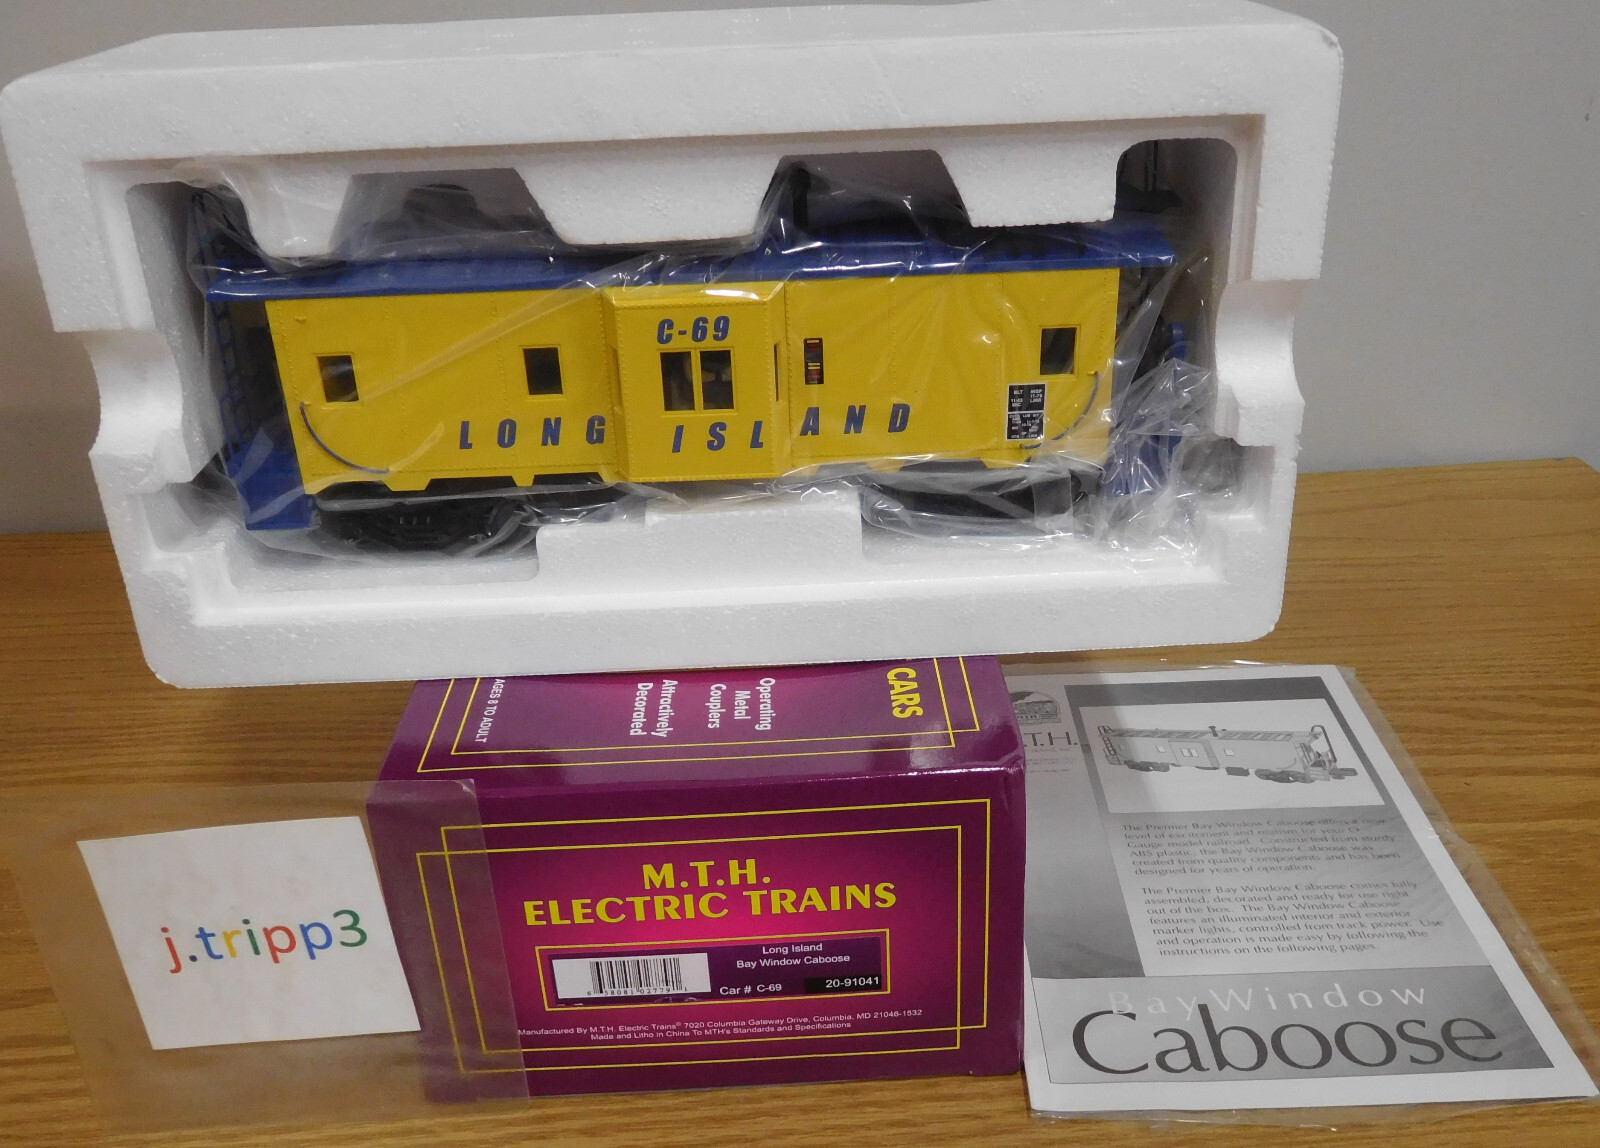 C-69
LONG ISLAND
CARS
Operating
Metal
Couplers
Attractively
Decorated
AGES 8 TO ADULT
M.T.H.
ELECTRIC TRAINS
Long Island
Bay Window Caboose
Car # C-69 20-91041
6 58081 02779 1
Manufactured By M.T.H. Electric Trains® 7020 Columbia Gateway Drive, Columbia, MD 21046-1532
Made and Litho in China To MTH's Standards and Specifications
j.tripp3
.T.H.
The Premier Bay Window Caboose offers a new
level of excitement and realism for your O
Gauge model railroad. Constructed from sturdy
ABS plastic, the Bay Window Caboose was
created from quality components and has been
designed for years of operation.
The Premier Bay Window Caboose comes fully
assembled, decorated and ready for use right
out of the box. The Bay Window Caboose
features an illuminated interior and exterior
marker lights, controlled from track power. Use
and operation is made easy by following the
instructions on the following pages.
Bay Window
Caboose